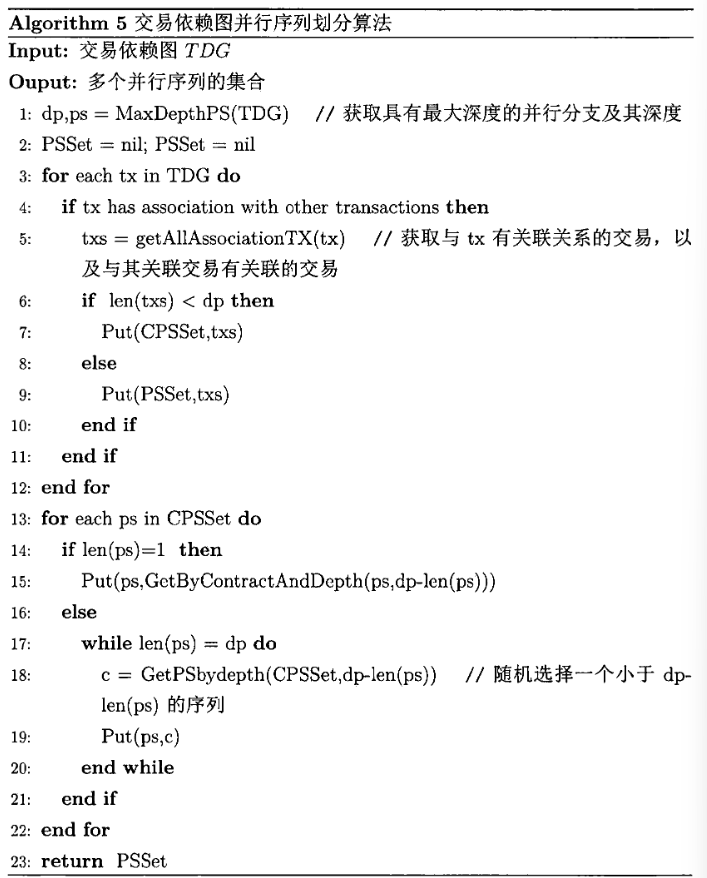 Algorithm 5 交易依赖图并行序列划分算法
Input: 交易依赖图 TDG
Ouput: 多个并行序列的集合
1: dp,ps = MaxDepthPS(TDG) // 获取具有最大深度的并行分支及其深度
2: PSSet = nil; PSSet = nil
3: for each tx in TDG do
4: if tx has association with other transactions then
5: txs = getAllAssociationTX(tx) // 获取与 tx 有关联关系的交易，以
及与其关联交易有关联的交易
6: if len(txs) < dp then
7: Put(CPSSet,txs)
8: else
9: Put(PSSet,txs)
10: end if
11: end if
12: end for
13: for each ps in CPSSet do
14: if len(ps)=1 then
15: Put(ps,GetByContractAndDepth(ps,dp-len(ps)))
16: else
17: while len(ps) = dp do
18: c = GetPSbydepth(CPSSet,dp-len(ps)) // 随机选择一个小于 dp-
len(ps) 的序列
19: Put(ps,c)
20: end while
21: end if
22: end for
23: return PSSet